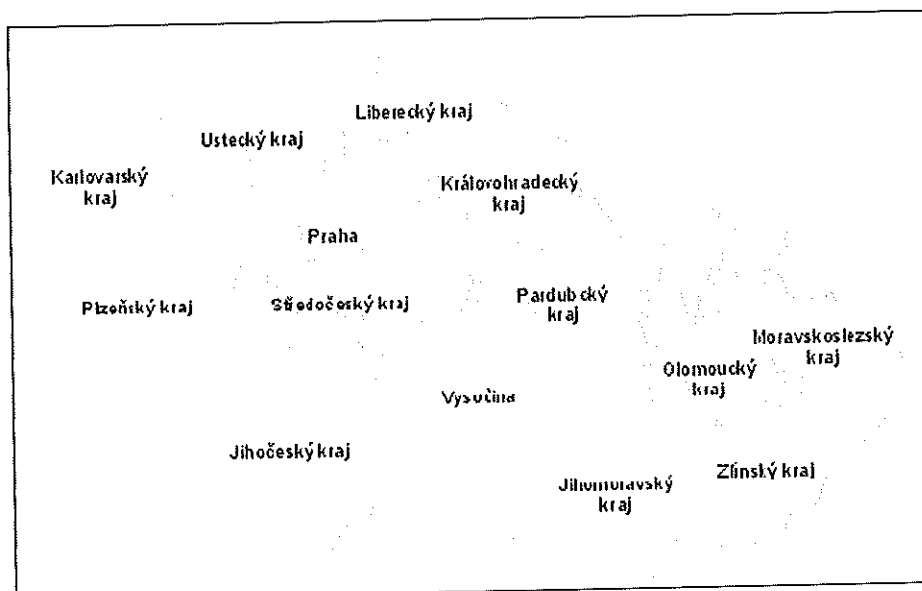 Liberecký kraj
Ustecký kraj
Karlovarský
kraj
Královohradecký
kraj
Praha
Plzeňský kraj
Středočeský kraj
Pardubický
kraj
Moravskoslezský
kraj
Olomoucký
kraj
Vysočina
Jihočeský kraj
Zlínský kraj
Jihomoravský
kraj